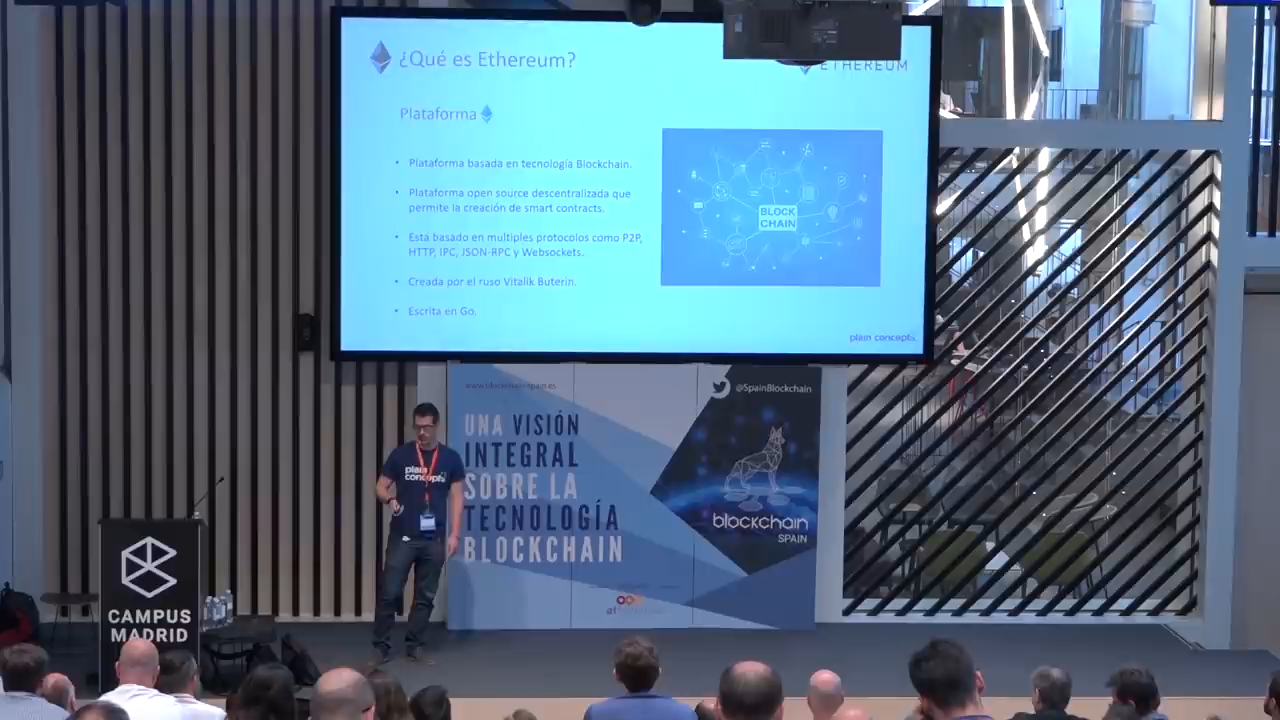 ¿Qué es Ethereum?
ETHEREUM
Plataforma
• Plataforma basada en tecnología Blockchain.
• Plataforma open source descentralizada que
permite la creación de smart contracts.
• Esta basado en multiples protocolos como P2P,
HTTP, IPC, JSON-RPC y Websockets.
• Creada por el ruso Vitalik Buterin.
• Escrita en Go.
BLOCK
CHAIN
plain concepts
@SpainBlockchain
UNA VISIÓN
INTEGRAL
SOBRE LA
TECNOLOGÍA
BLOCKCHAIN
blockchain
SPAIN
plain
concepts
CAMPUS
MADRID